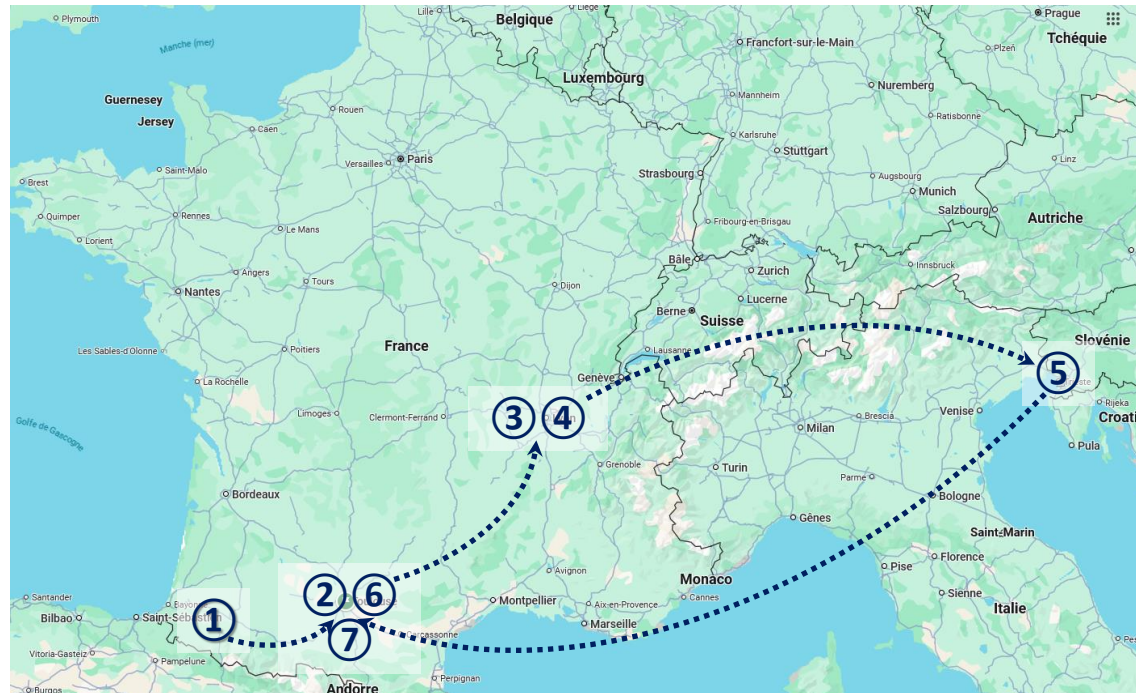 Plymouth
Lille
Belgique
Liège
Prague
Tchéquie
Manche (mer)
Francfort-sur-le-Main
Plzeň
Luxembourg
Guernesey
Jersey
Rouen
Mannheim
Nuremberg
Caen
Ratisbonne
Karlsruhe
Versailles
Paris
Stuttgart
Linz
Brest
Saint-Malo
Strasbourg
Augsbourg
Munich
Salzbourg
Autriche
Quimper
Rennes
Lorient
Le Mans
Fribourg-en-Brisgau
Bâle
Zurich
Innsbruck
Angers
Tours
Dijon
Nantes
Berne
Lucerne
Suisse
Les Sables-d'Olonne
Poitiers
France
Lausanne
Slovénie
La Rochelle
Genève
5
Trieste
Limoges
Clermont-Ferrand
3
4
Brescia
Venise
Rijeka
Croati
Golfe de Gascogne
Milan
Pula
Grenoble
Turin
Parme
Bordeaux
Bologne
Gênes
Saint-Marin
Avignon
Pise
Florence
Monaco
Santander
Bayonne
2
6
Toulouse
Montpellier
Aix-en-Provence
Cannes
Sienne
Italie
Bilbao
Saint-Sébastien
1
7
Carcassonne
Marseille
Vitoria-Gasteiz
Pampelune
Perpignan
Andorre
Burgos